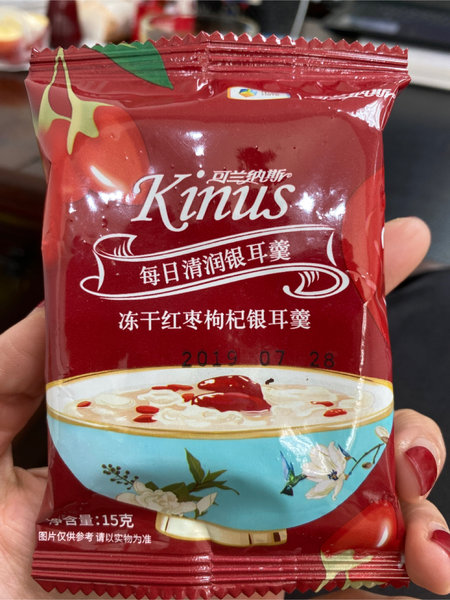 可兰纳斯®
Kinus
每日清润银耳羹
冻干红枣枸杞银耳羹
2019 07 28
净含量:15克
图片仅供参考 请以实物为准